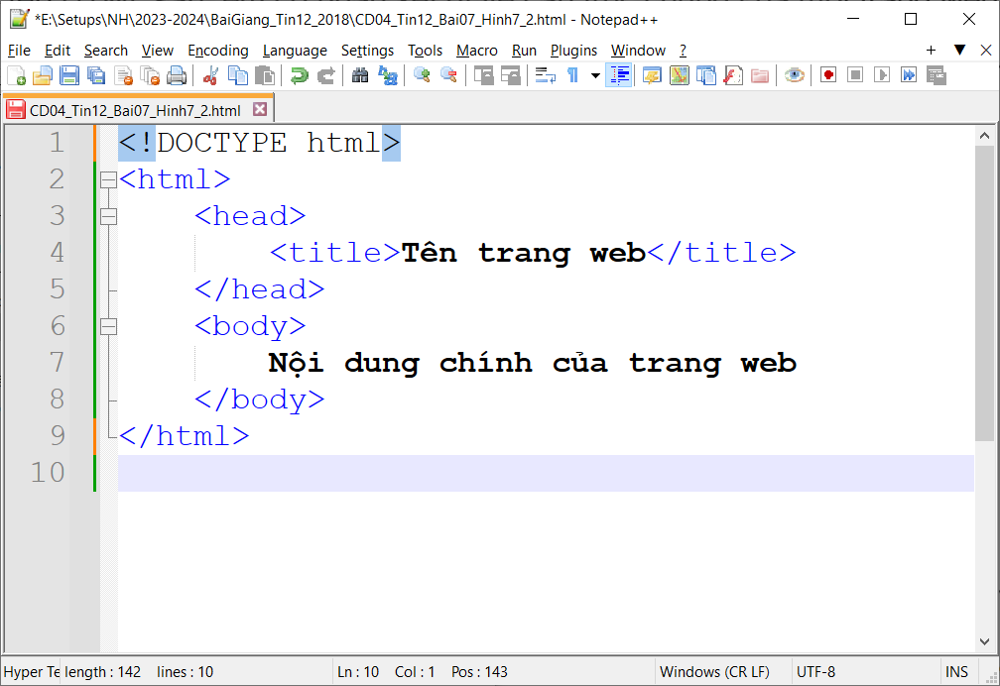 *E:\Setups\NH\2023-2024\BaiGiang_Tin12_2018\CD04_Tin12_Bai07_Hinh7_2.html - Notepad++
File Edit Search View Encoding Language Settings Tools Macro Run Plugins Window ? + ▼ X
CD04_Tin12_Bai07_Hinh7_2.html
1 <!DOCTYPE html>
2 <html>
3 <head>
4 <title>Tên trang web</title>
5 </head>
6 <body>
7 Nội dung chính của trang web
8 </body>
9 </html>
10
Hyper Te length : 142 lines : 10 Ln : 10 Col : 1 Pos : 143 Windows (CR LF) UTF-8 INS